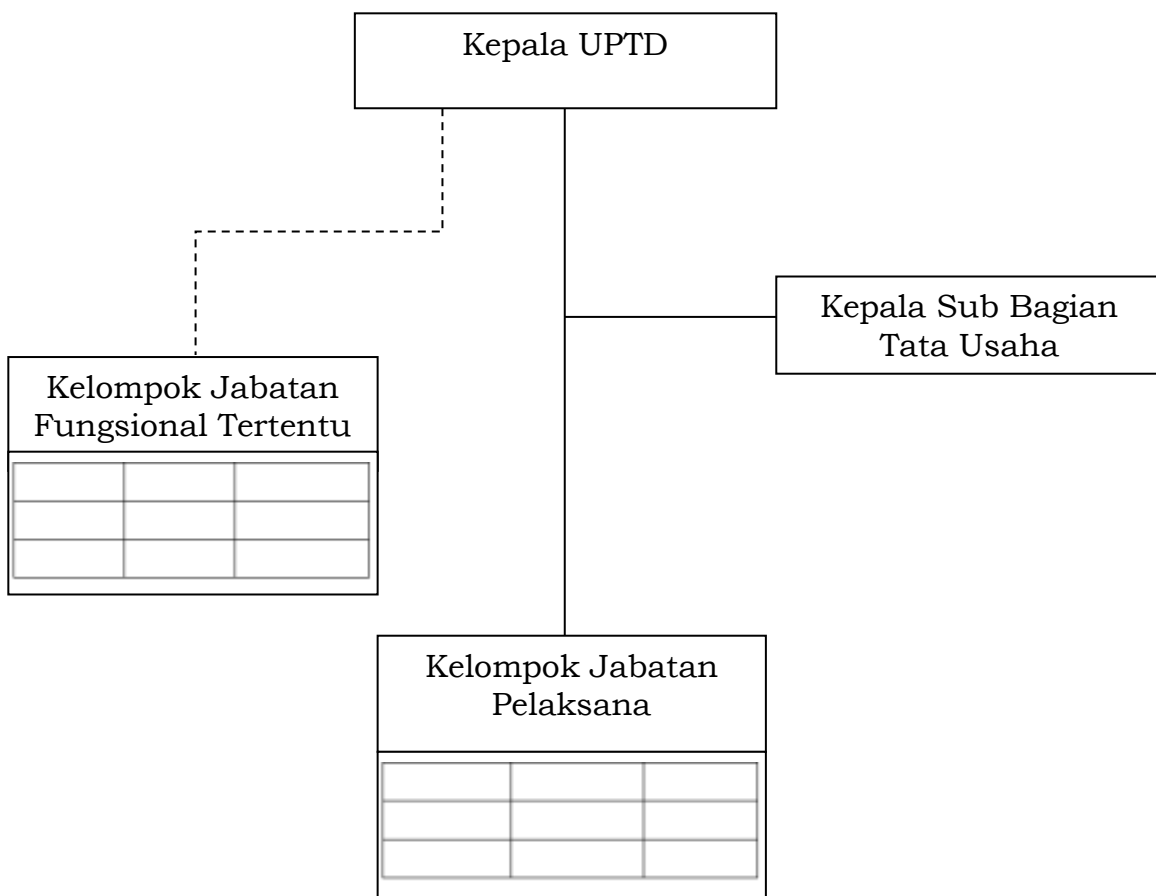 Kepala UPTD
Kepala Sub Bagian
Tata Usaha
Kelompok Jabatan
Fungsional Tertentu
Kelompok Jabatan
Pelaksana